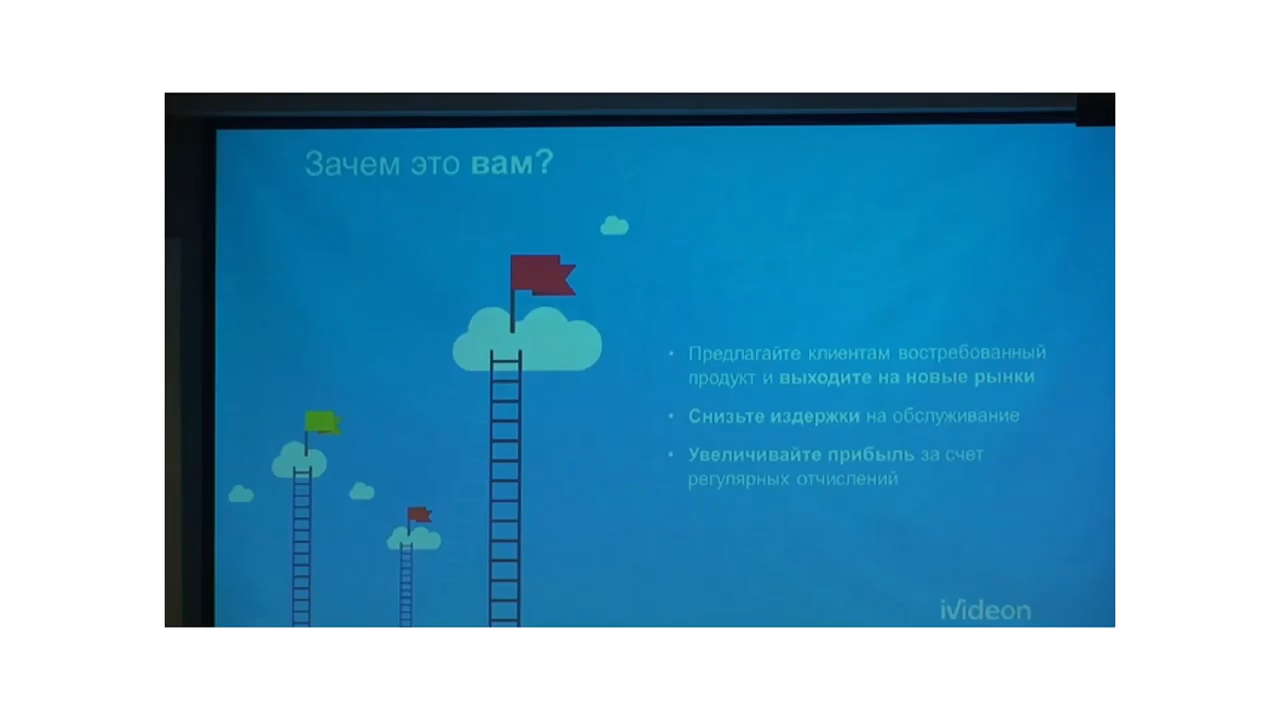 Зачем это вам?
• Предлагайте клиентам востребованный
продукт и выходите на новые рынки
• Снизьте издержки на обслуживание
• Увеличивайте прибыль за счет
регулярных отчислений
iVideon